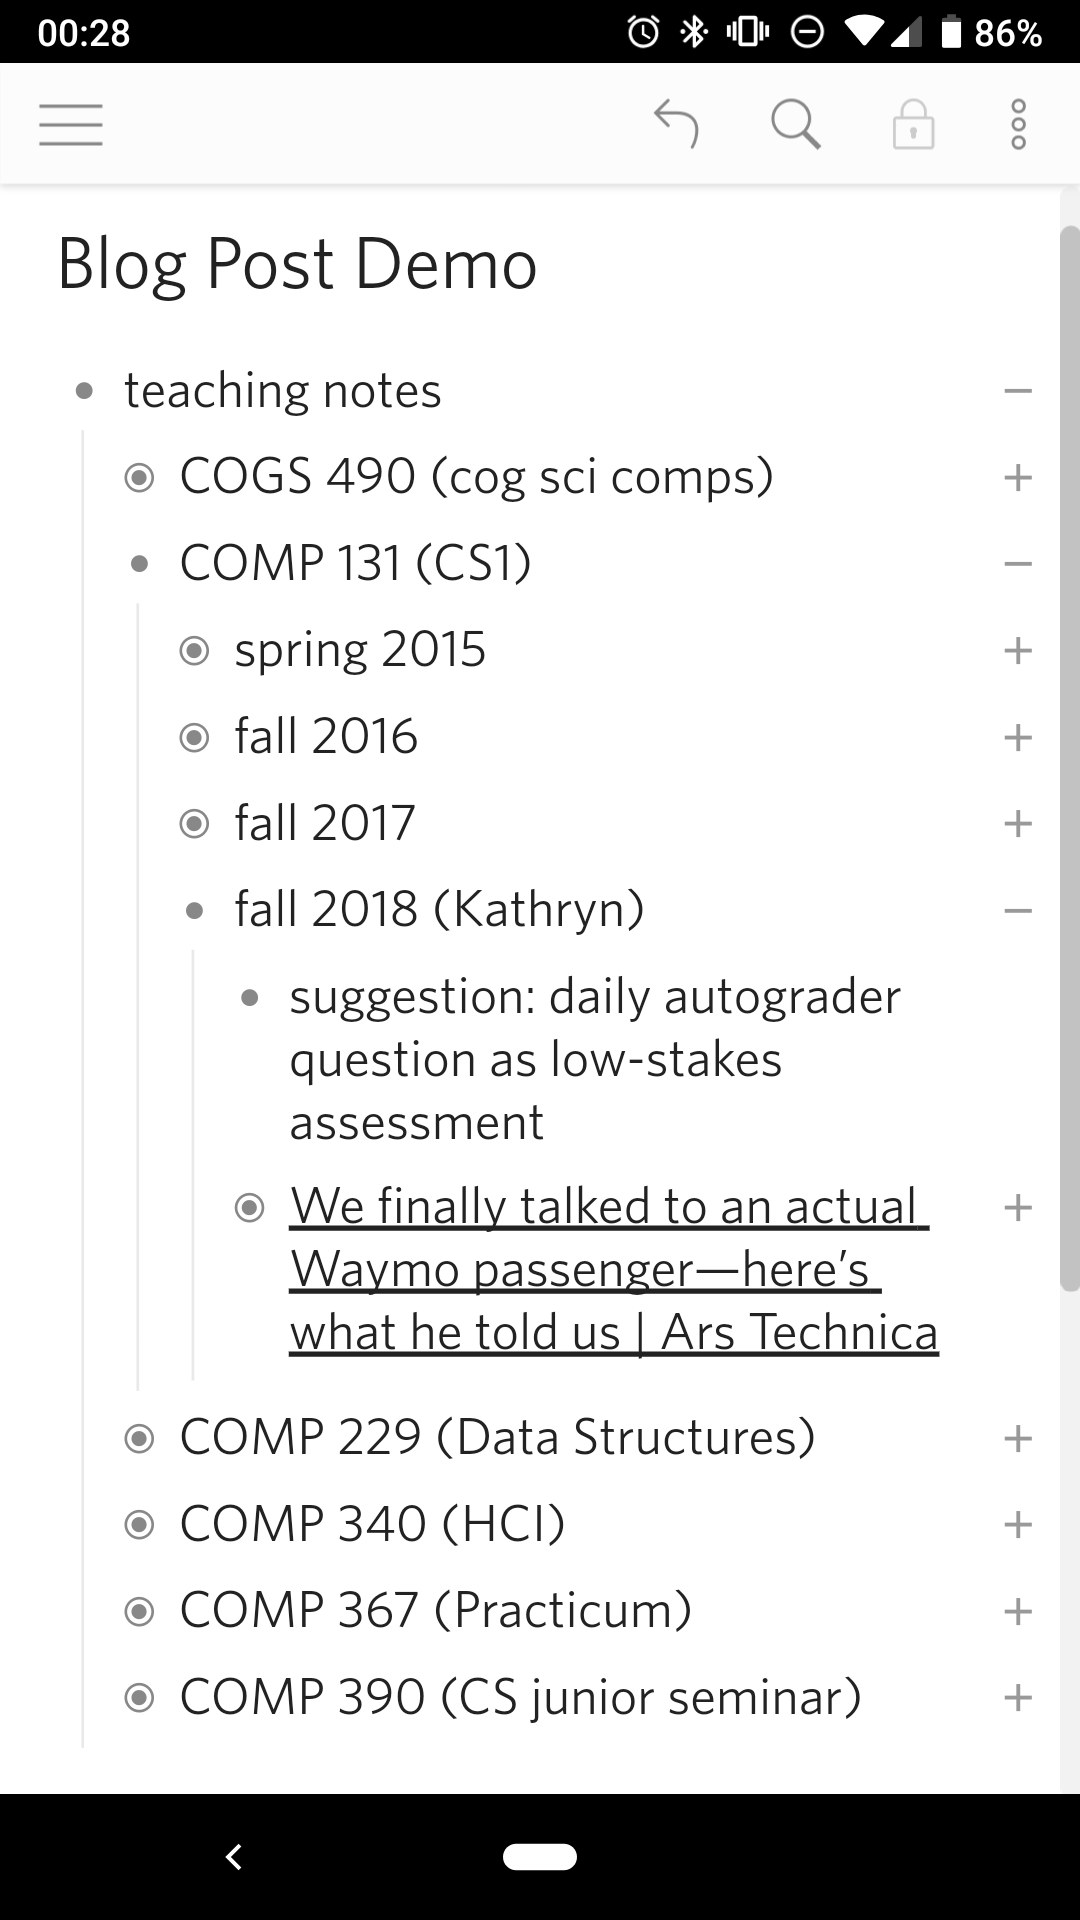 00:28
86%
Blog Post Demo
teaching notes
COGS 490 (cog sci comps)
COMP 131 (CS1)
spring 2015
fall 2016
fall 2017
fall 2018 (Kathryn)
suggestion: daily autograder
question as low-stakes
assessment
We finally talked to an actual
Waymo passenger—here’s
what he told us | Ars Technica
COMP 229 (Data Structures)
COMP 340 (HCI)
COMP 367 (Practicum)
COMP 390 (CS junior seminar)